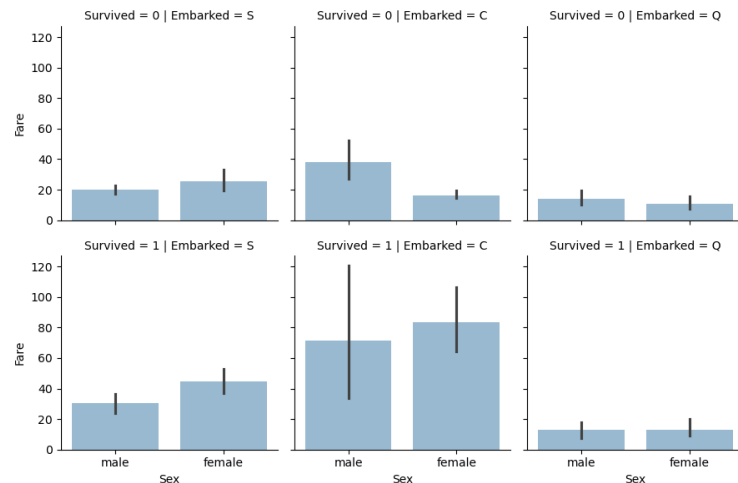 Survived = 0 | Embarked = S
Survived = 0 | Embarked = C
Survived = 0 | Embarked = Q
120
100
80
60
40
20
0
Fare
Survived = 1 | Embarked = S
Survived = 1 | Embarked = C
Survived = 1 | Embarked = Q
120
100
80
60
40
20
0
Fare
male
female
male
female
male
female
Sex
Sex
Sex